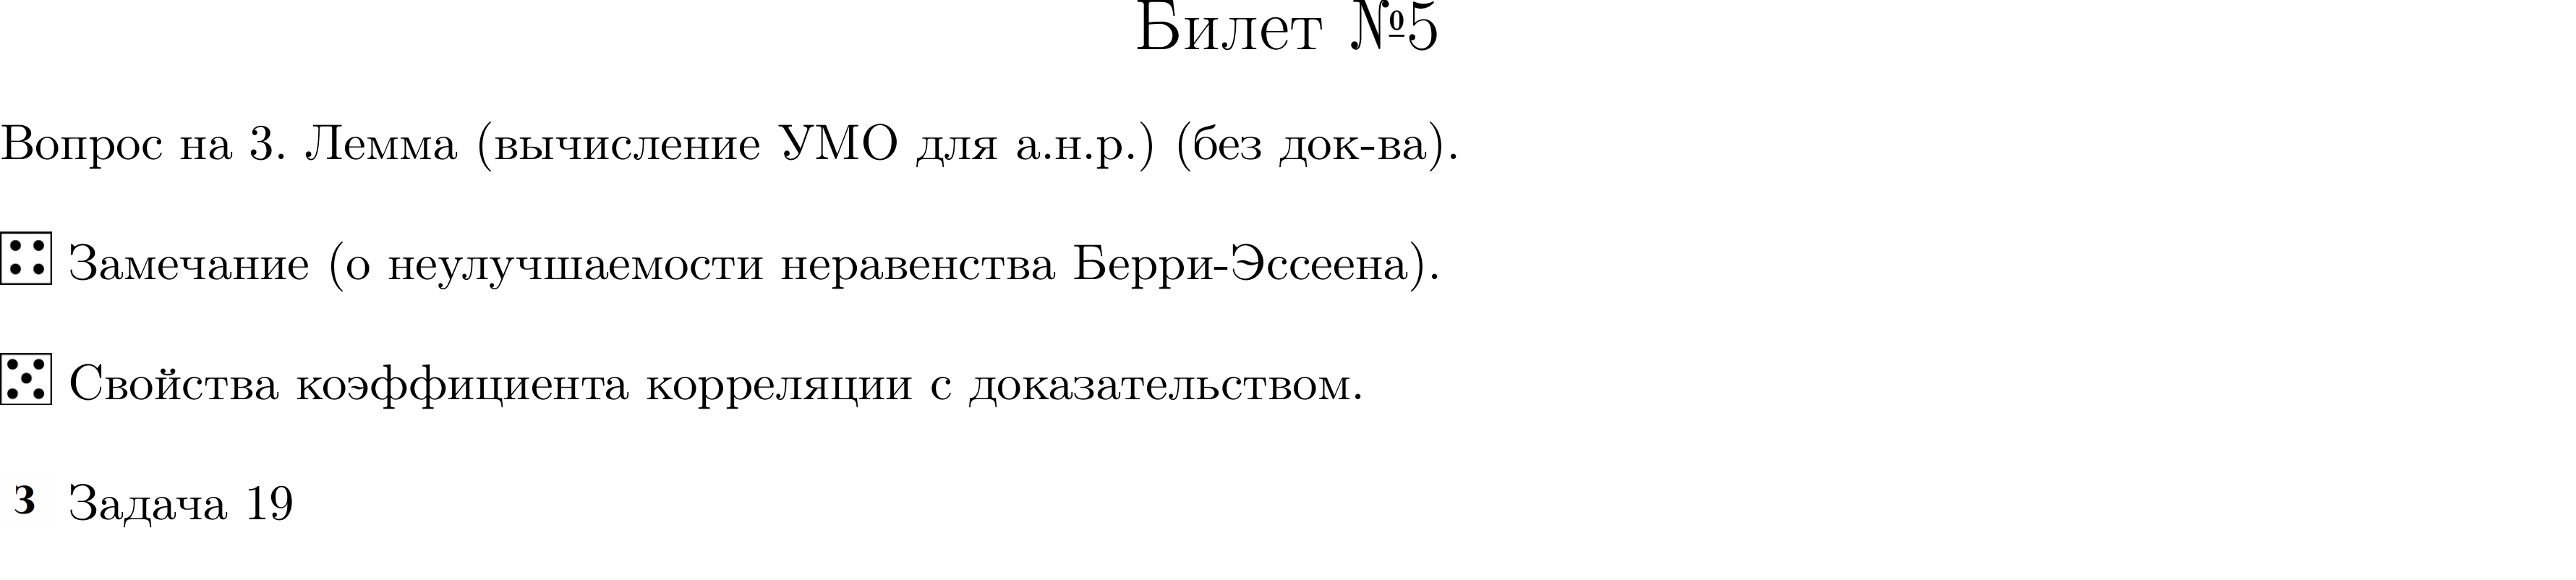 Билет №5
Вопрос на 3. Лемма (вычисление УМО для а.н.р.) (без док-ва).
Замечание (о неулучшаемости неравенства Берри-Эссеена).
Свойства коэффициента корреляции с доказательством.
З Задача 19